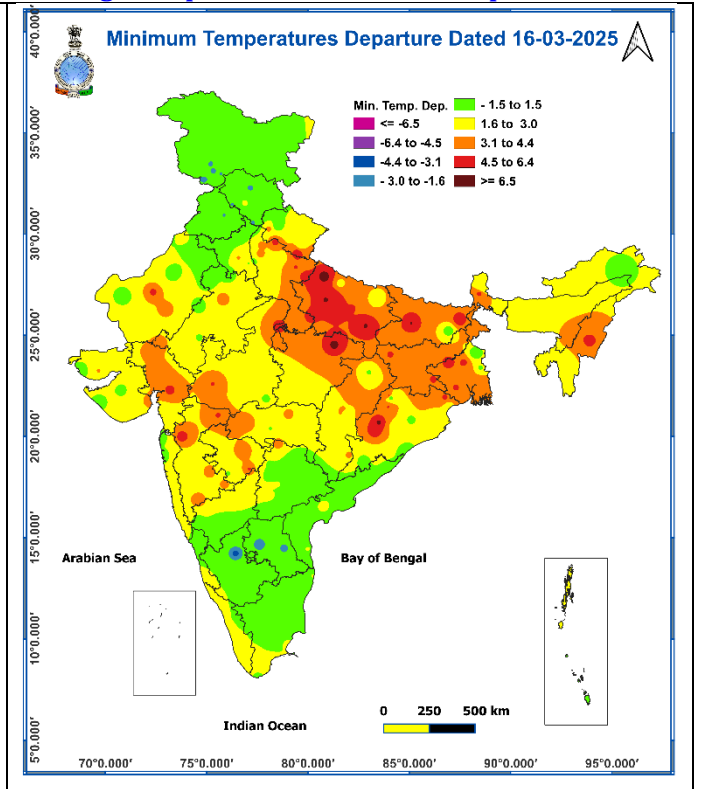 Minimum Temperatures Departure Dated 16-03-2025
Min. Temp. Dep.
<= -6.5
-6.4 to -4.5
-4.4 to -3.1
- 3.0 to -1.6
- 1.5 to 1.5
1.6 to 3.0
3.1 to 4.4
4.5 to 6.4
>= 6.5
40°0.000'
35°0.000'
30°0.000'
25°0.000'
20°0.000'
15°0.000'
10°0.000'
5°0.000'
Arabian Sea
Bay of Bengal
Indian Ocean
0 250 500 km
70°0.000' 75°0.000' 80°0.000' 85°0.000' 90°0.000' 95°0.000'